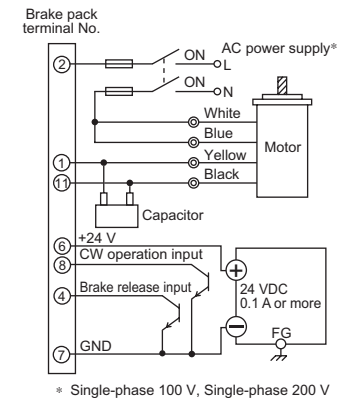 Brake pack
terminal No.
2
ON
AC power supply*
L
ON
N
White
Blue
Motor
1
Yellow
11
Black
Capacitor
6
+24 V
8
CW operation input
24 VDC
0.1 A or more
4
Brake release input
FG
7
GND
* Single-phase 100 V, Single-phase 200 V